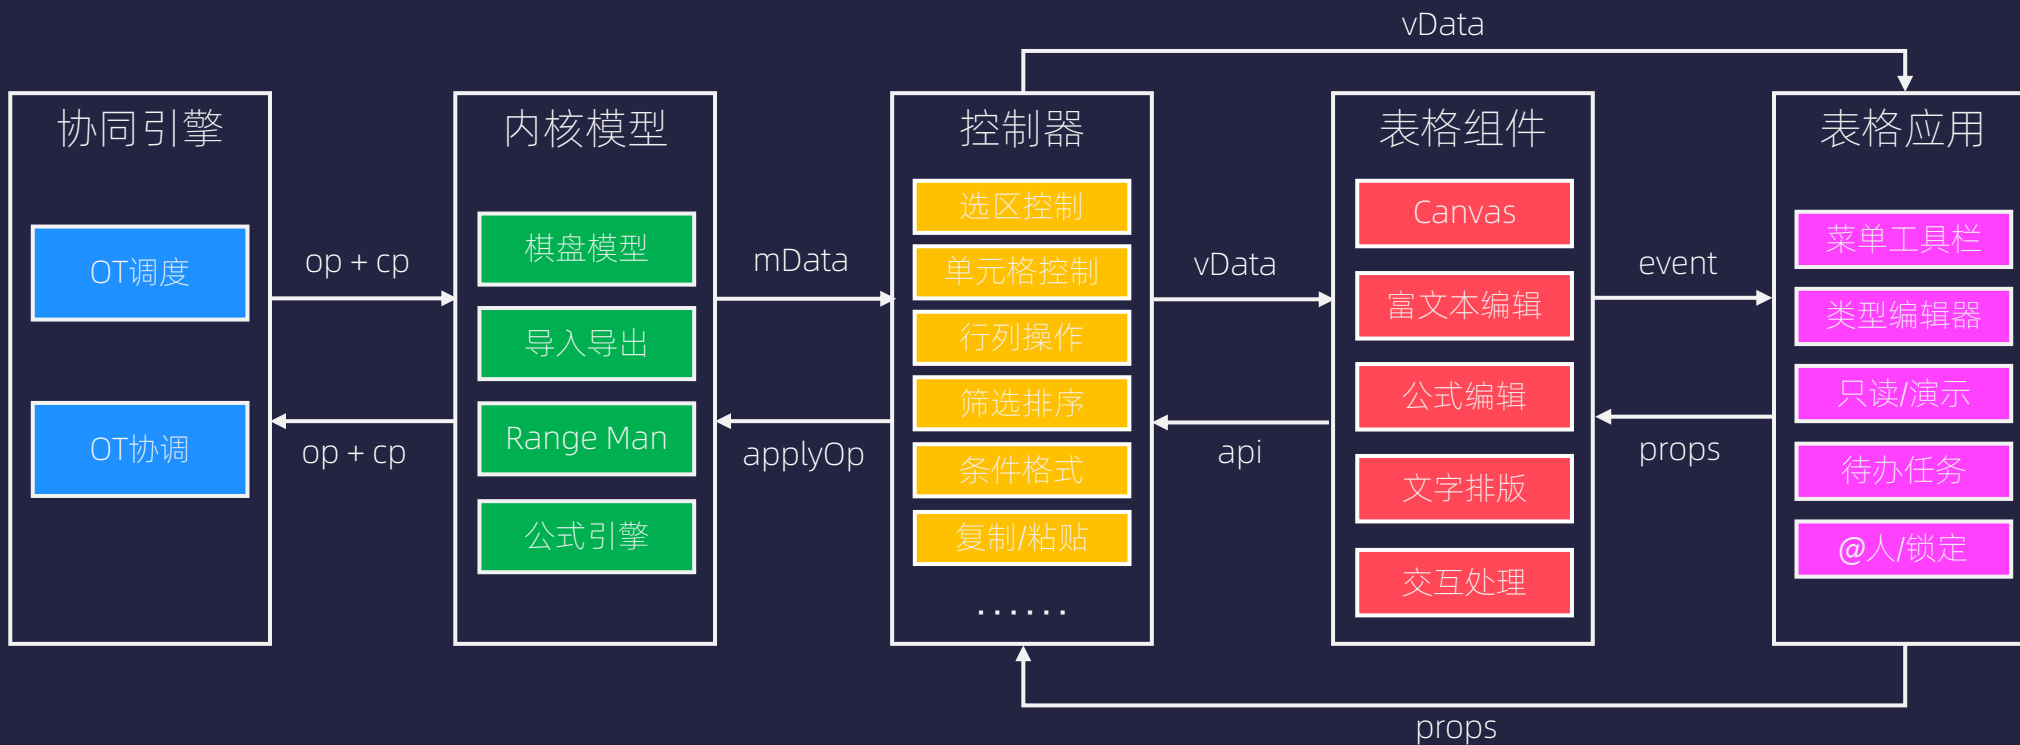 vData
协同引擎
OT调度
OT协调
op + cp
op + cp
内核模型
棋盘模型
导入导出
Range Man
公式引擎
mData
applyOp
控制器
选区控制
单元格控制
行列操作
筛选排序
条件格式
复制/粘贴
......
vData
api
表格组件
Canvas
富文本编辑
公式编辑
文字排版
交互处理
event
props
表格应用
菜单工具栏
类型编辑器
只读/演示
待办任务
@人/锁定
props